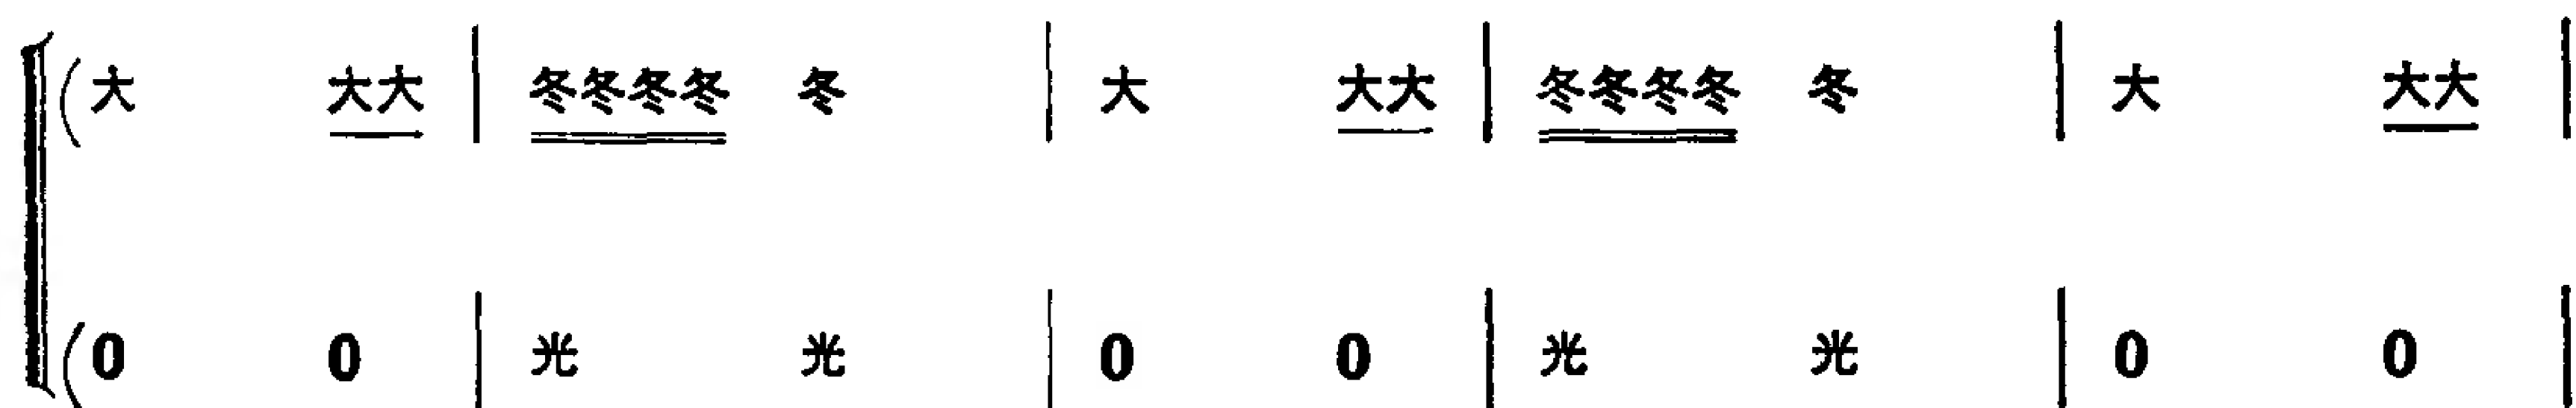 (大 大大 | 冬冬冬冬 冬 | 大 大大 | 冬冬冬冬 冬 | 大 大大 |
(0 0 | 光 光 | 0 0 | 光 光 | 0 0 |